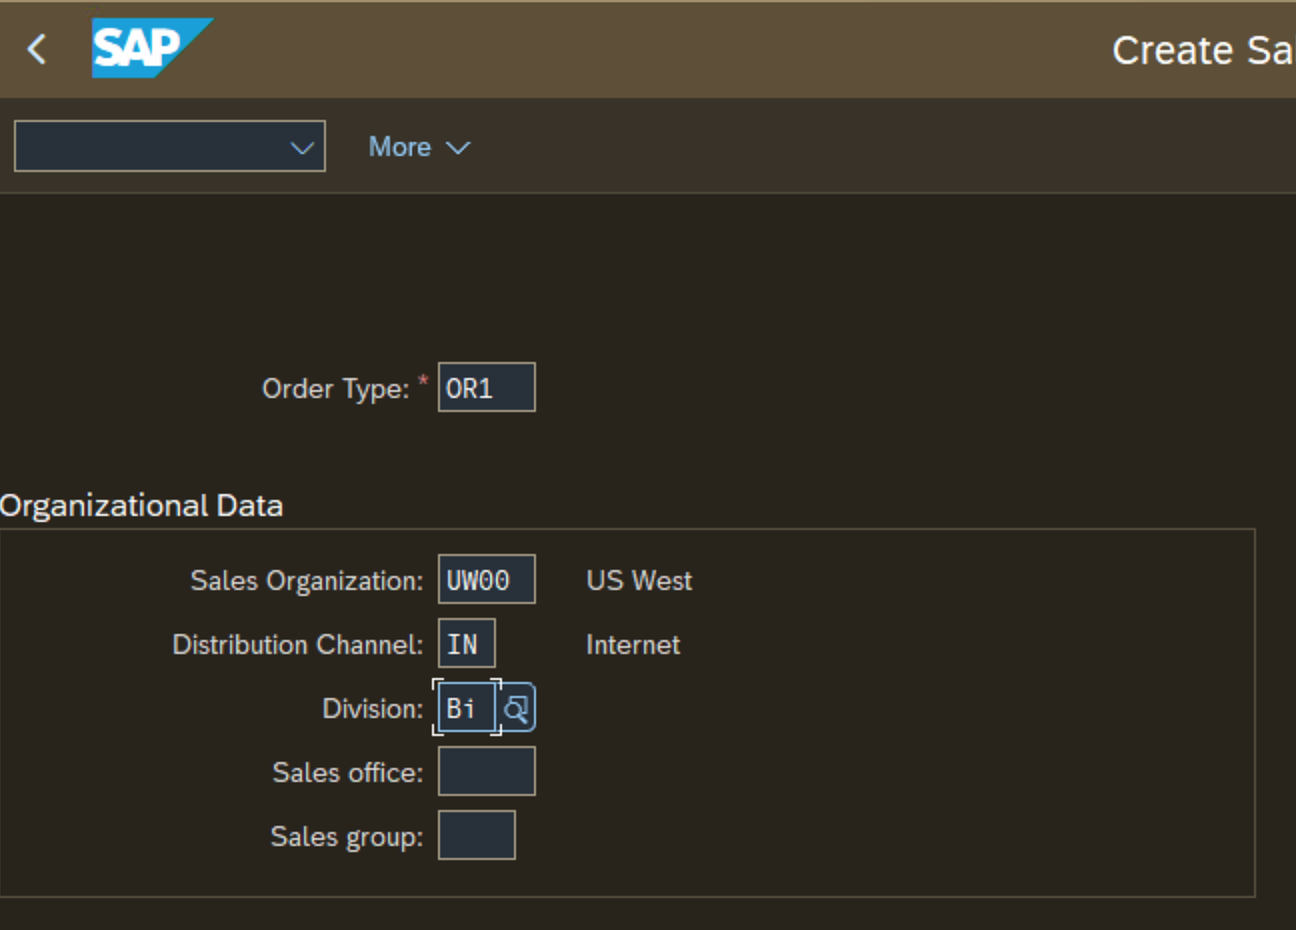 SAP Create Sa
More
Order Type: * OR1
Organizational Data
Sales Organization: UW00 US West
Distribution Channel: IN Internet
Division: Bi
Sales office:
Sales group: